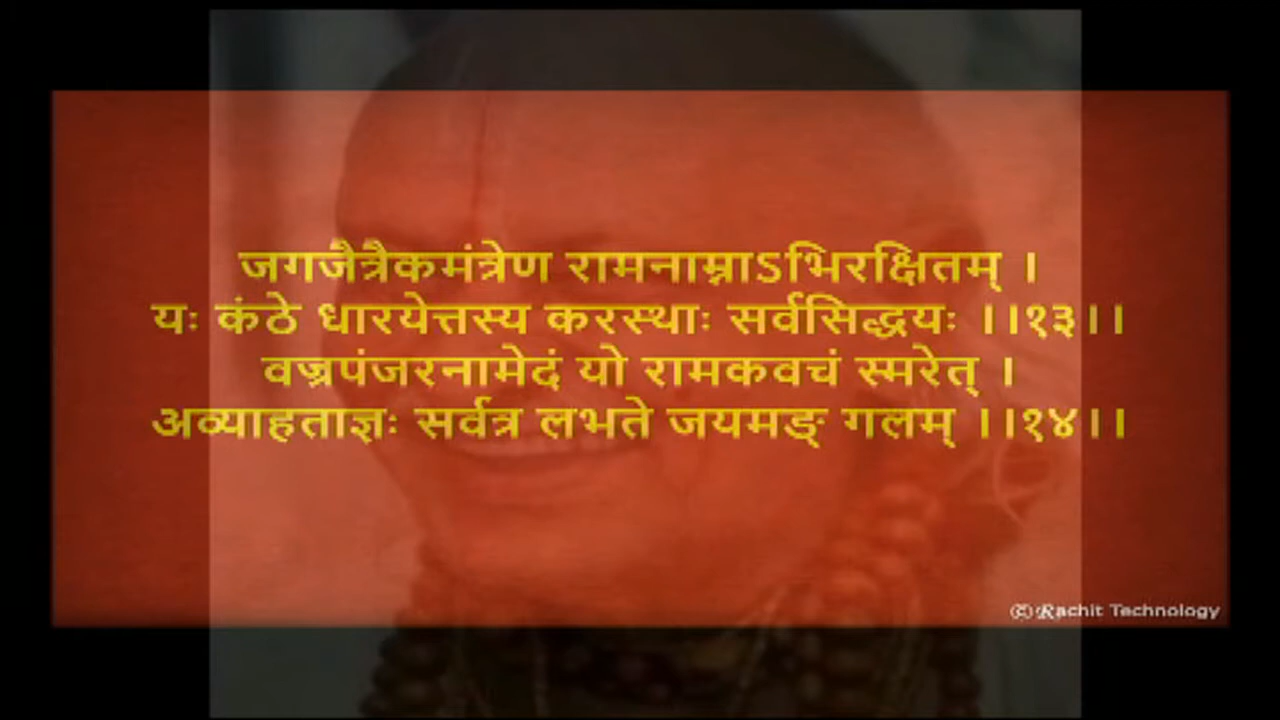 जगजैत्रैकमंत्रेण रामनाम्नाऽभिरक्षितम् ।
यः कंठे धारयेत्तस्य करस्थाः सर्वसिद्धयः ।।१३।।
वज्रपंजरनामेदं यो रामकवचं स्मरेत् ।
अव्याहताज्ञः सर्वत्र लभते जयमङ् गलम् ।।१४।।
© Rachit Technology